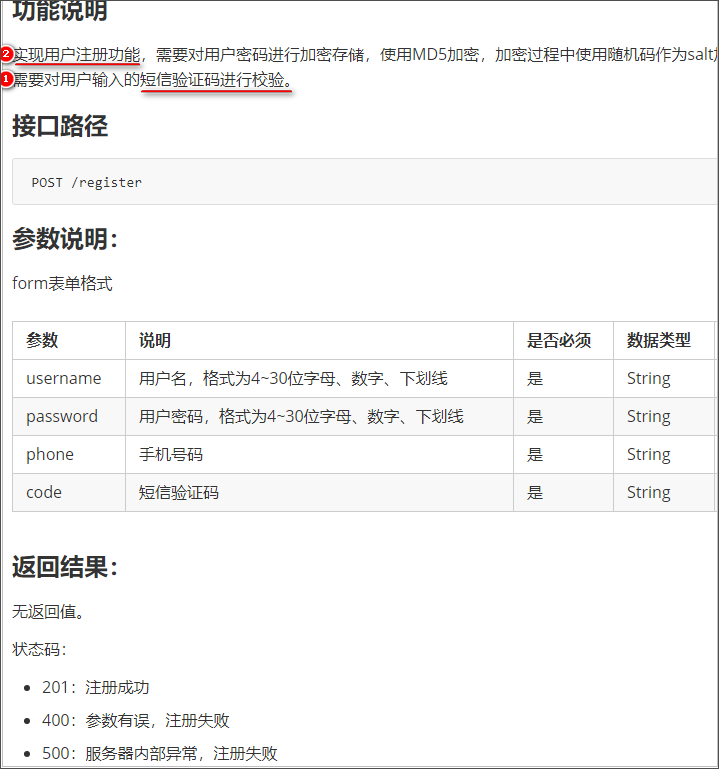 功能说明
② 实现用户注册功能，需要对用户密码进行加密存储，使用MD5加密，加密过程中使用随机码作为salt
① 需要对用户输入的短信验证码进行校验。
接口路径
POST /register
参数说明：
form表单格式
参数 说明 是否必须 数据类型
username 用户名，格式为4~30位字母、数字、下划线 是 String
password 用户密码，格式为4~30位字母、数字、下划线 是 String
phone 手机号码 是 String
code 短信验证码 是 String
返回结果：
无返回值。
状态码：
• 201：注册成功
• 400：参数有误，注册失败
• 500：服务器内部异常，注册失败